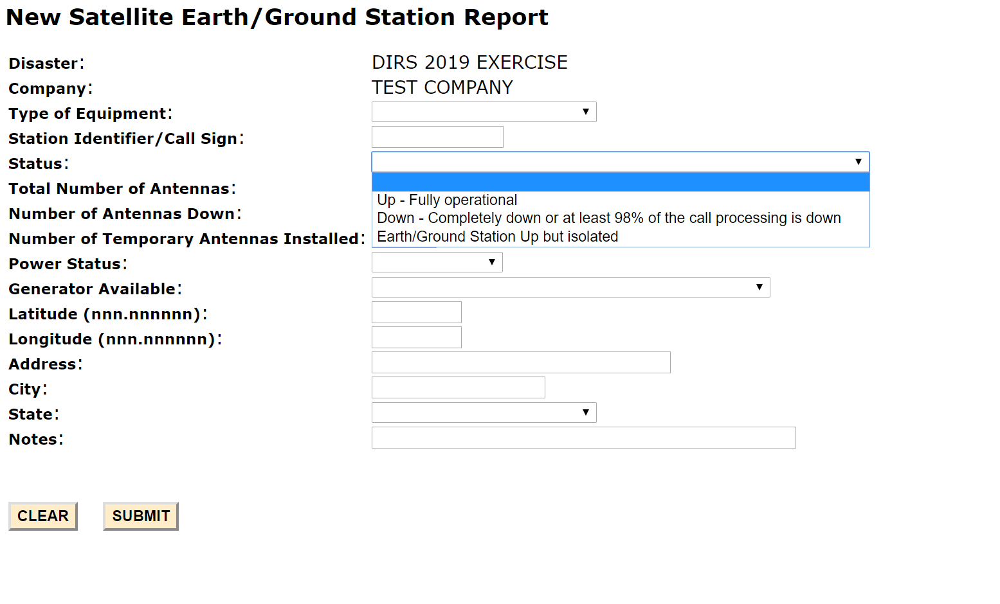 New Satellite Earth/Ground Station Report
Disaster: DIRS 2019 EXERCISE
Company: TEST COMPANY
Type of Equipment:
Station Identifier/Call Sign:
Status:
Up - Fully operational
Total Number of Antennas:
Down - Completely down or at least 98% of the call processing is down
Number of Antennas Down:
Earth/Ground Station Up but isolated
Number of Temporary Antennas Installed:
Power Status:
Generator Available:
Latitude (nnn.nnnnnn):
Longitude (nnn.nnnnnn):
Address:
City:
State:
Notes:
CLEAR SUBMIT